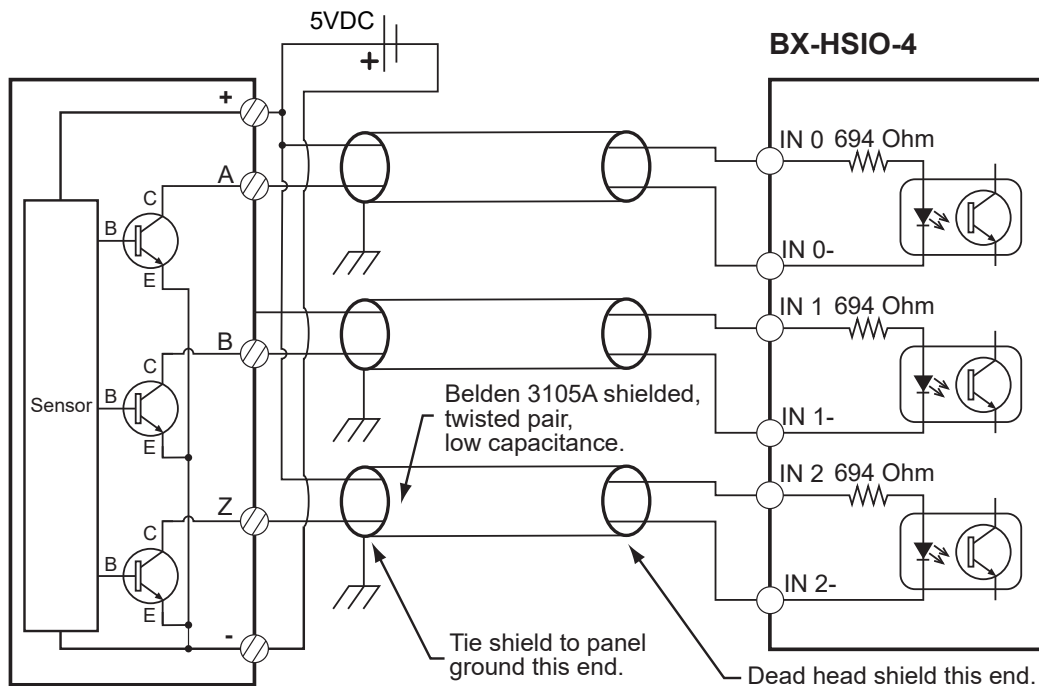 5VDC
+
BX-HSIO-4
+
A
C
B
E
Sensor
B
C
B
E
Z
C
B
E
-
IN 0 694 Ohm
IN 0-
IN 1 694 Ohm
IN 1-
IN 2 694 Ohm
IN 2-
Belden 3105A shielded,
twisted pair,
low capacitance.
Tie shield to panel
ground this end.
Dead head shield this end.